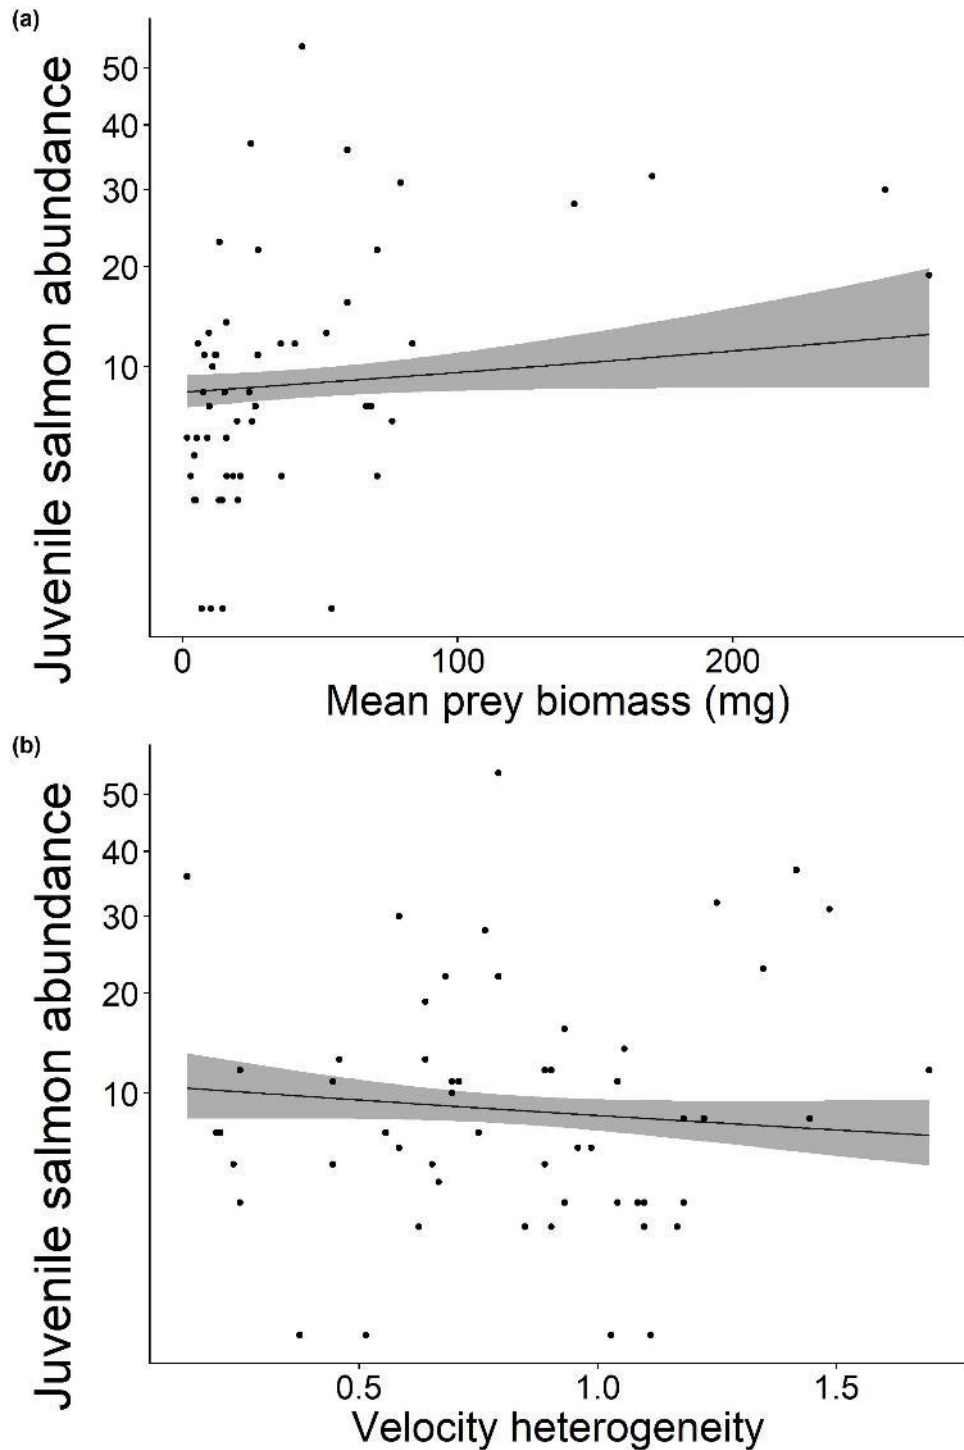 (a)
Juvenile salmon abundance
50
40
30
20
10
0 100 200
Mean prey biomass (mg)
(b)
Juvenile salmon abundance
50
40
30
20
10
0.5 1.0 1.5
Velocity heterogeneity